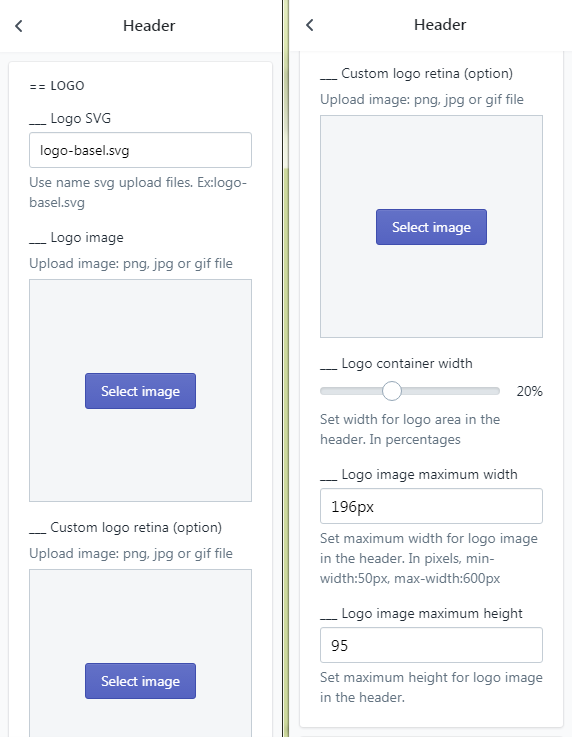 Header
== LOGO
___ Logo SVG
logo-basel.svg
Use name svg upload files. Ex:logo-
basel.svg
___ Logo image
Upload image: png, jpg or gif file
Select image
___ Custom logo retina (option)
Upload image: png, jpg or gif file
Select image
Header
___ Custom logo retina (option)
Upload image: png, jpg or gif file
Select image
___ Logo container width
20%
Set width for logo area in the
header. In percentages
___ Logo image maximum width
196px
Set maximum width for logo image
in the header. In pixels, min-
width:50px, max-width:600px
___ Logo image maximum height
95
Set maximum height for logo image
in the header.